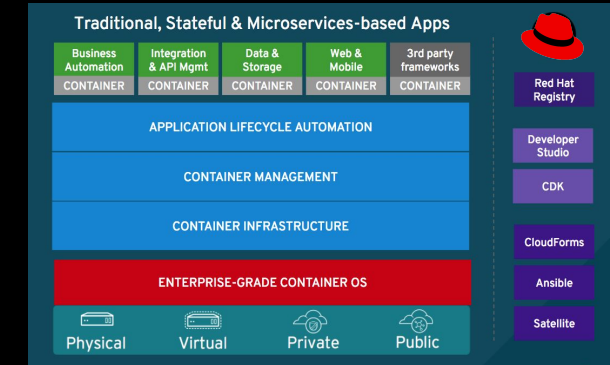 Traditional, Stateful & Microservices-based Apps
Business
Automation
CONTAINER
Integration
& API Mgmt
CONTAINER
Data &
Storage
CONTAINER
Web &
Mobile
CONTAINER
3rd party
frameworks
CONTAINER
APPLICATION LIFECYCLE AUTOMATION
CONTAINER MANAGEMENT
CONTAINER INFRASTRUCTURE
ENTERPRISE-GRADE CONTAINER OS
Physical
Virtual
Private
Public
Red Hat
Registry
Developer
Studio
CDK
CloudForms
Ansible
Satellite